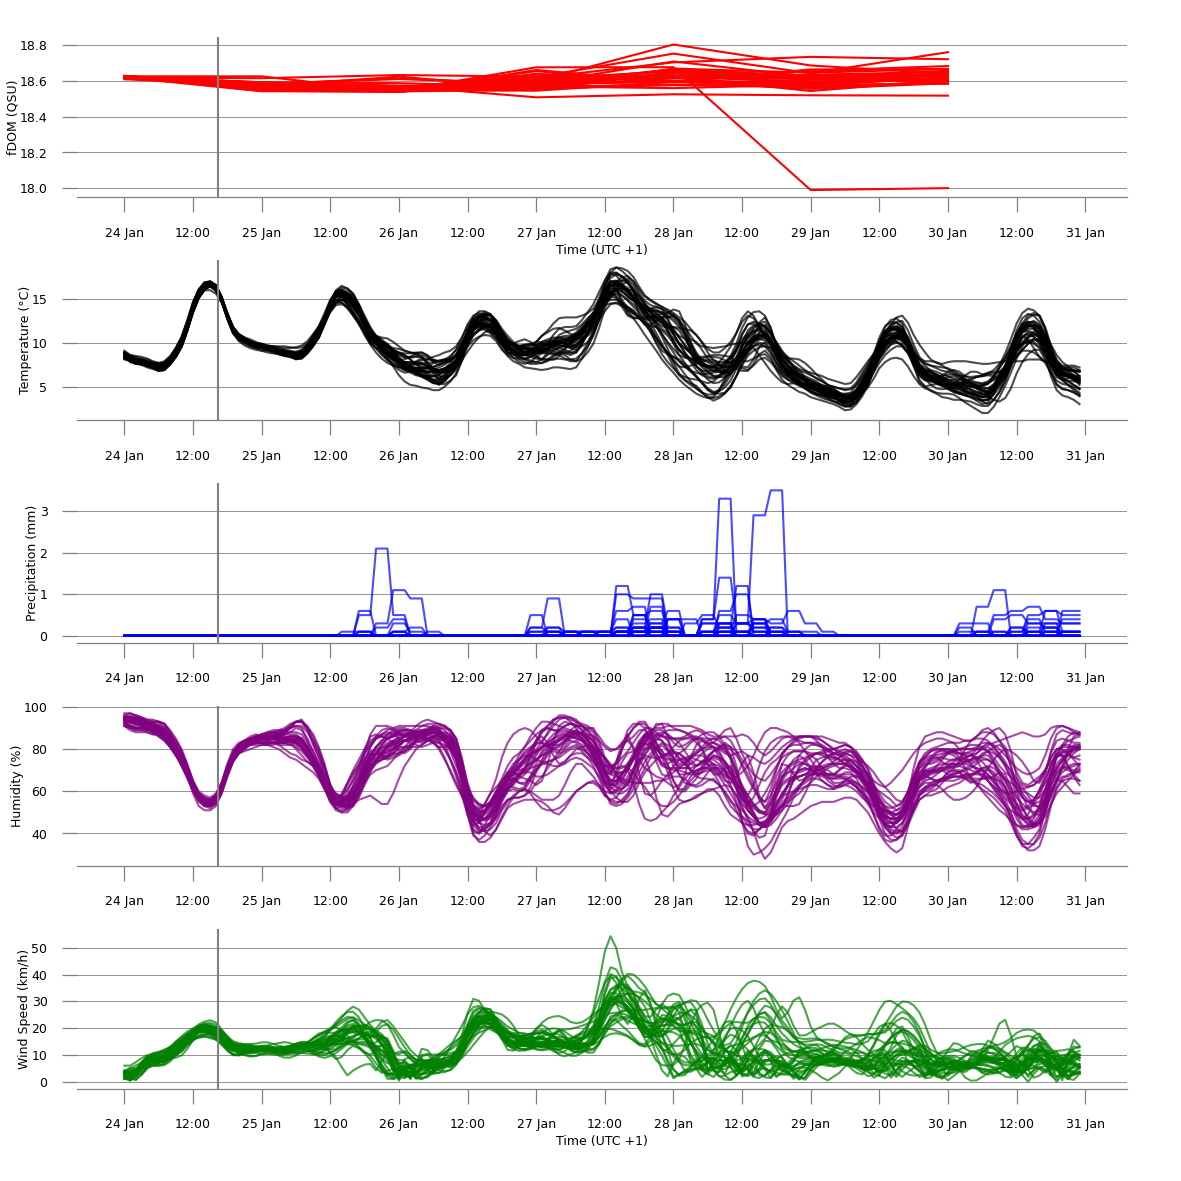 fDOM (QSU)
18.8
18.6
18.4
18.2
18.0
24 Jan 12:00 25 Jan 12:00 26 Jan 12:00 27 Jan 12:00 28 Jan 12:00 29 Jan 12:00 30 Jan 12:00 31 Jan
Time (UTC +1)
Temperature (°C)
15
10
5
24 Jan 12:00 25 Jan 12:00 26 Jan 12:00 27 Jan 12:00 28 Jan 12:00 29 Jan 12:00 30 Jan 12:00 31 Jan
Precipitation (mm)
3
2
1
0
24 Jan 12:00 25 Jan 12:00 26 Jan 12:00 27 Jan 12:00 28 Jan 12:00 29 Jan 12:00 30 Jan 12:00 31 Jan
Humidity (%)
100
80
60
40
24 Jan 12:00 25 Jan 12:00 26 Jan 12:00 27 Jan 12:00 28 Jan 12:00 29 Jan 12:00 30 Jan 12:00 31 Jan
Wind Speed (km/h)
50
40
30
20
10
0
24 Jan 12:00 25 Jan 12:00 26 Jan 12:00 27 Jan 12:00 28 Jan 12:00 29 Jan 12:00 30 Jan 12:00 31 Jan
Time (UTC +1)